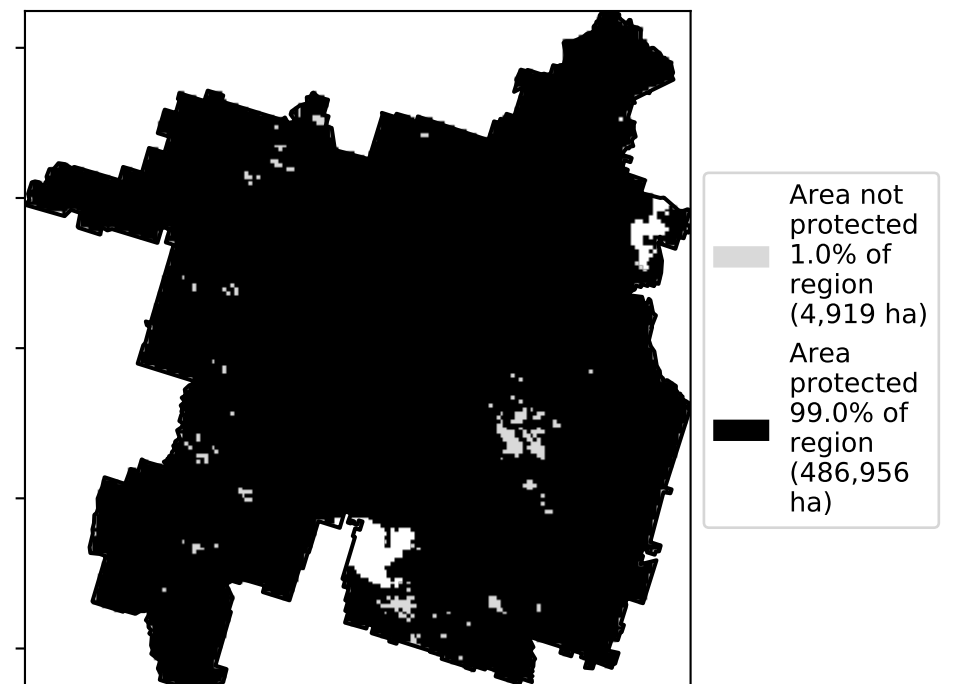 Area not
protected
1.0% of
region
(4,919 ha)
Area
protected
99.0% of
region
(486,956
ha)